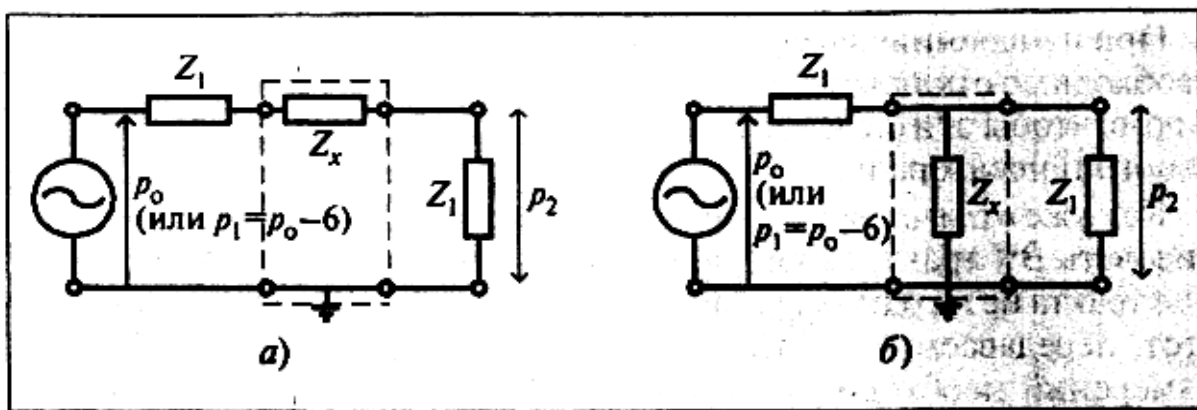 Z₁
Zₓ
p₀
(или p₁=p₀−6)
Z₁
p₂
а)
Z₁
p₀
(или
p₁=p₀−6)
Zₓ
Z₁
p₂
б)